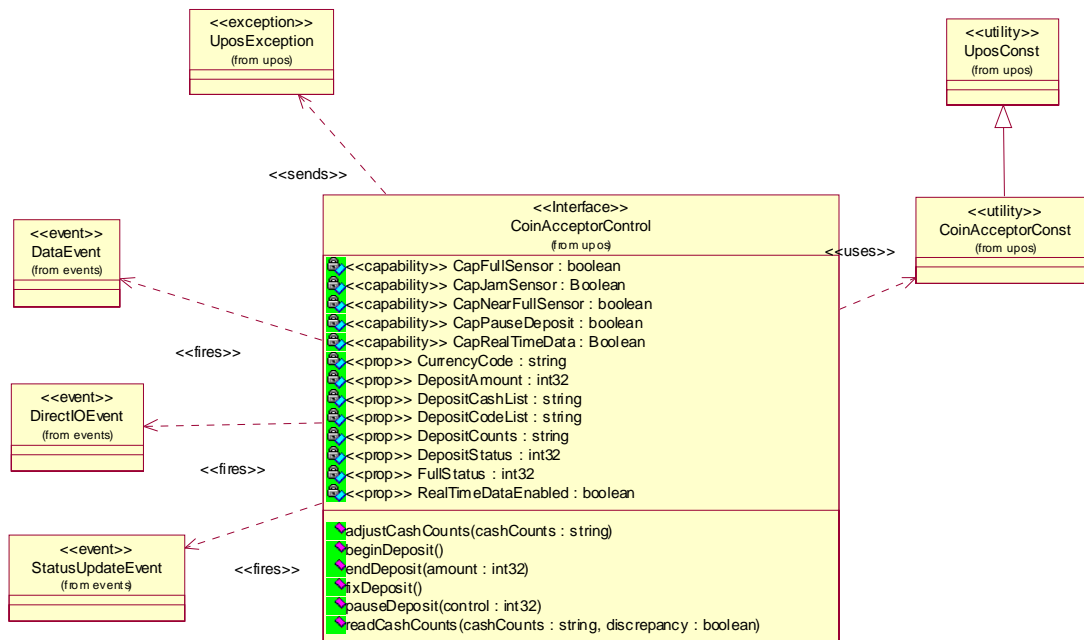 <<exception>>
UposException
(from upos)
<<utility>>
UposConst
(from upos)
<<sends>>
<<Interface>>
CoinAcceptorControl
(from upos)
<<utility>>
CoinAcceptorConst
(from upos)
<<uses>>
<<event>>
DataEvent
(from events)
<<capability>> CapFullSensor : boolean
<<capability>> CapJamSensor : Boolean
<<capability>> CapNearFullSensor : boolean
<<capability>> CapPauseDeposit : boolean
<<capability>> CapRealTimeData : Boolean
<<prop>> CurrencyCode : string
<<prop>> DepositAmount : int32
<<prop>> DepositCashList : string
<<prop>> DepositCodeList : string
<<prop>> DepositCounts : string
<<prop>> DepositStatus : int32
<<prop>> FullStatus : int32
<<prop>> RealTimeDataEnabled : boolean
<<fires>>
<<event>>
DirectIOEvent
(from events)
<<fires>>
<<event>>
StatusUpdateEvent
(from events)
<<fires>>
adjustCashCounts(cashCounts : string)
beginDeposit()
endDeposit(amount : int32)
fixDeposit()
pauseDeposit(control : int32)
readCashCounts(cashCounts : string, discrepancy : boolean)